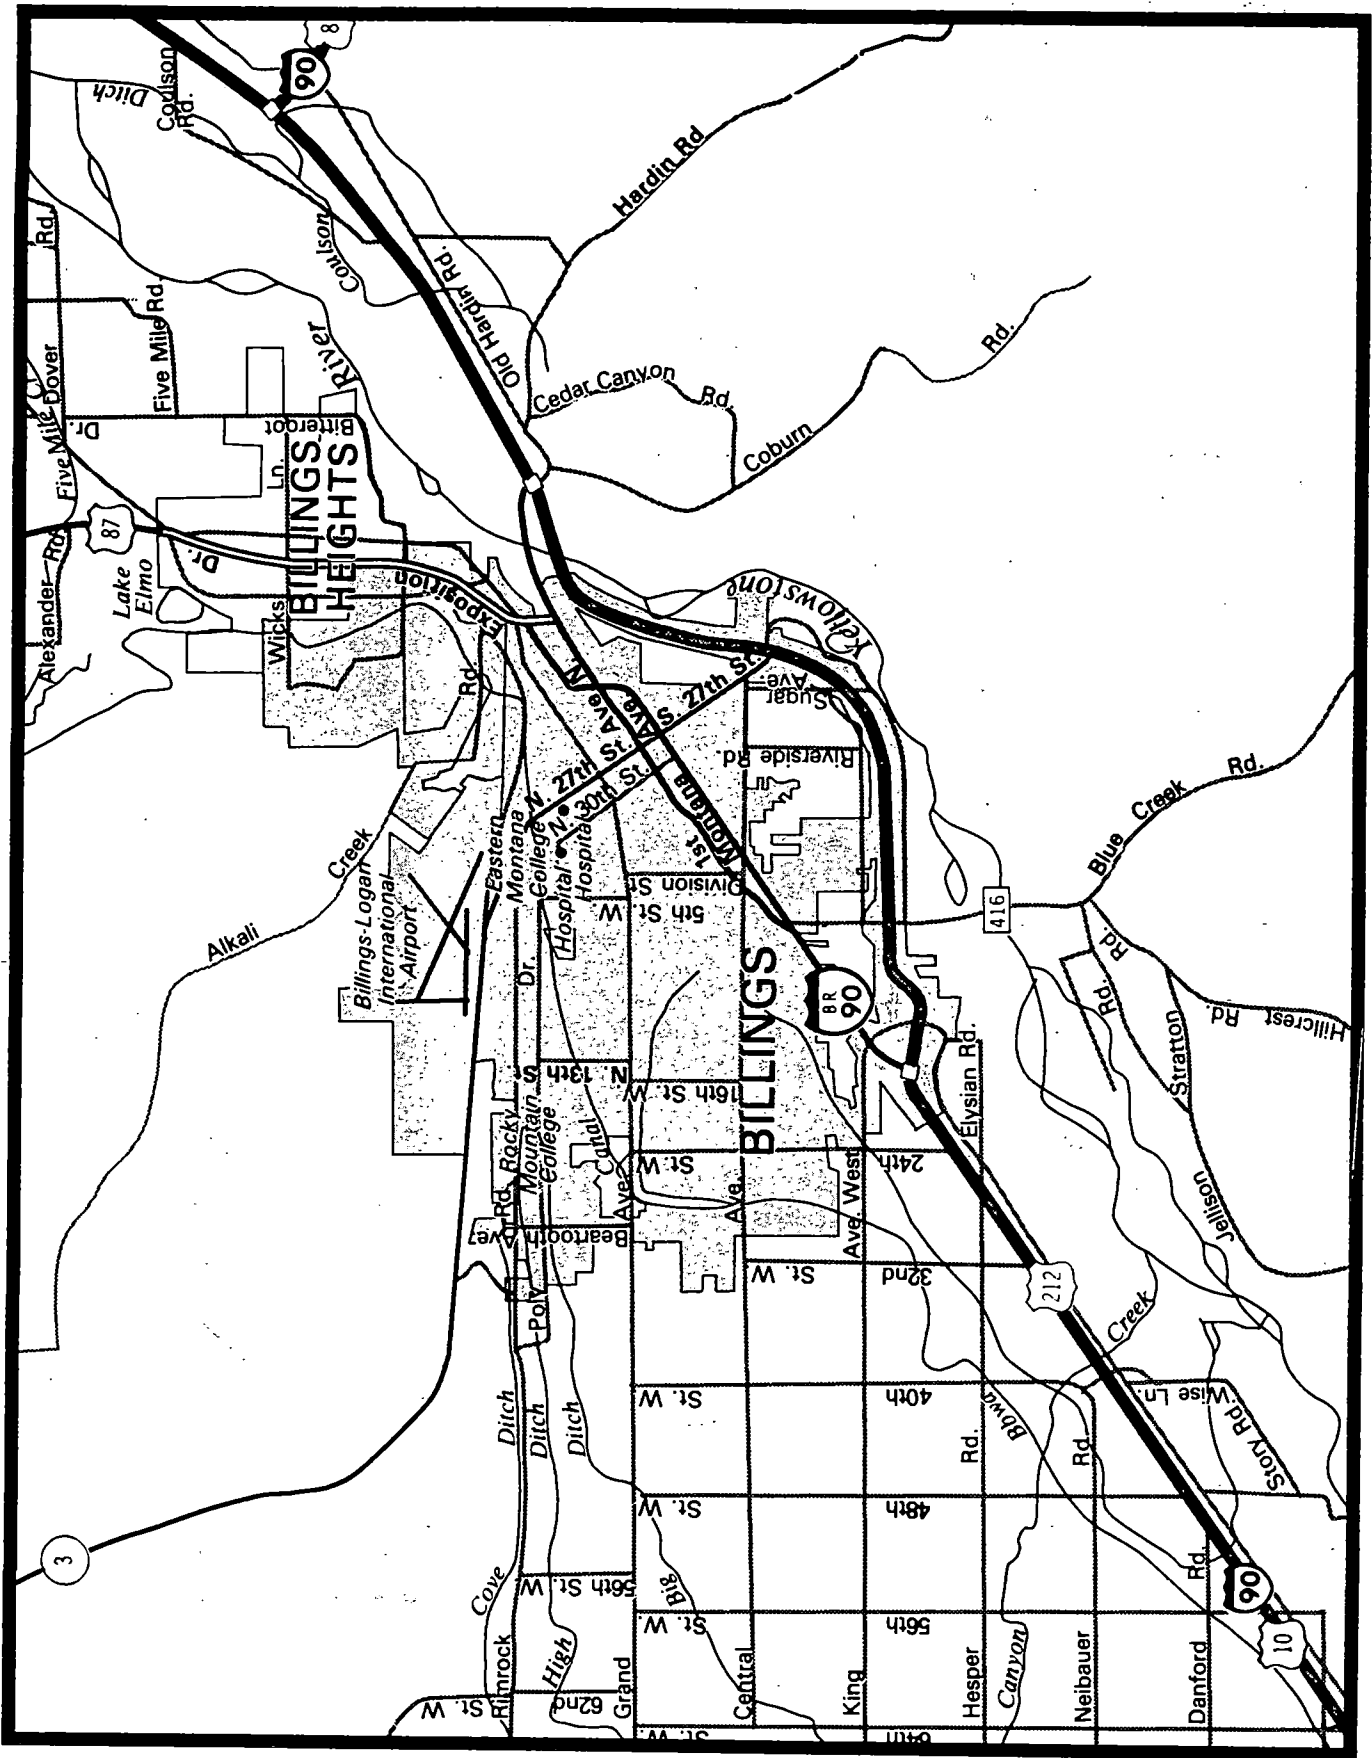 90
8
Ditch
Coulson
Rd.
Hardin Rd
Rd.
Coulson
Old Hardin Rd.
Five Mile Rd.
Dover
River
Five Mile Cr
Dr.
Bitterroot
Cedar Canyon
Rd.
Coburn
Rd.
Ln.
BILLINGS
HEIGHTS
87
Alexander Rd.
Lake
Elmo
Dr.
Wicks
Exposition
Yellowstone
Rd
N
Ave
Ave
S. 27th St.
Sugar
Ave.
Riverside Rd
N 27th St.
N. 30th St.
Montana
1st
Hospital
Hospital
Eastern
Montana
College
Division St
5th St W
Creek
Alkali
Billings-Logan
International
Airport
Dr.
BILLINGS
BR
90
416
Blue Creek Rd.
Rd.
Rd.
Stratton
Hillcrest Rd.
Jellison
Elysian Rd.
N. 13th St
16th St W
Rocky
Mountain
College
Canal
24th
St. W
Rd.
Ave.
Ave.
Ave. West
Beartooth
Ave.
Poly
32nd
St. W
212
Creek
Ditch
Ditch
Ditch
40th
St. W
Rd.
Bbwa
Rd.
Wise Ln.
Story Rd.
48th
St. W
3
Cove
56th St. W
Big
56th
St. W
Rd.
90
10
Rimrock
High
62nd
St. W
Grand
Central
King
Hesper
Canyon
Neibauer
Danford
64th
St. W